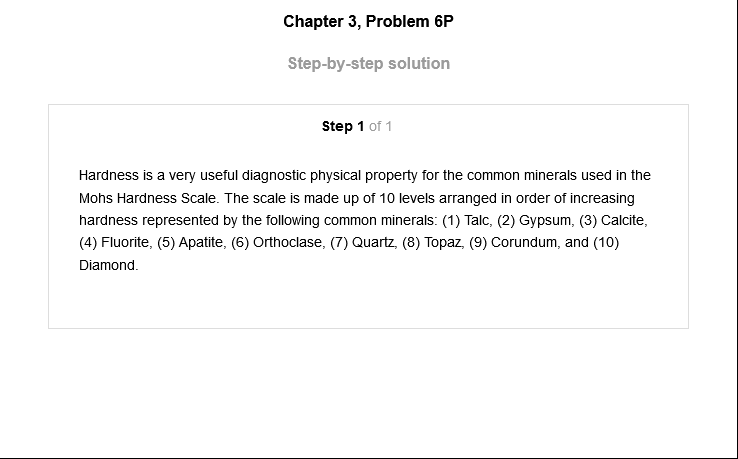 Chapter 3, Problem 6P
Step-by-step solution
Step 1 of 1
Hardness is a very useful diagnostic physical property for the common minerals used in the
Mohs Hardness Scale. The scale is made up of 10 levels arranged in order of increasing
hardness represented by the following common minerals: (1) Talc, (2) Gypsum, (3) Calcite,
(4) Fluorite, (5) Apatite, (6) Orthoclase, (7) Quartz, (8) Topaz, (9) Corundum, and (10)
Diamond.